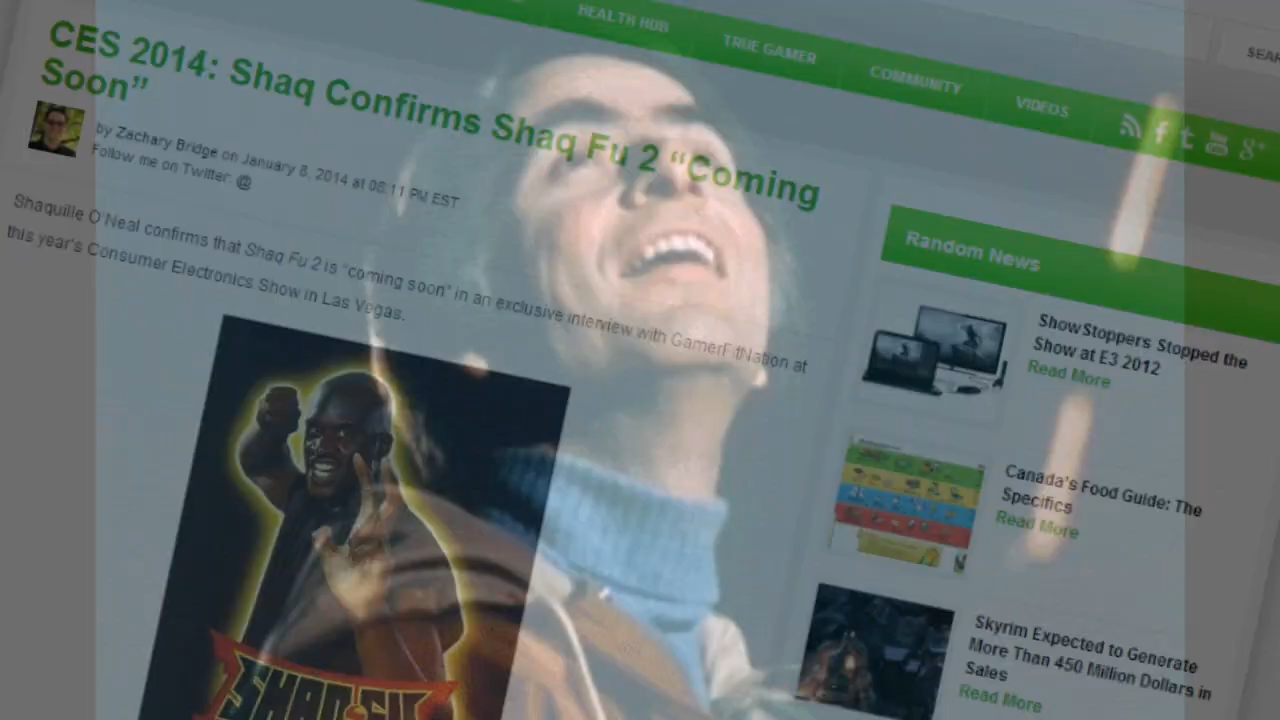 HEALTH HUB
TRUE GAMER
COMMUNITY
VIDEOS
CES 2014: Shaq Confirms Shaq Fu 2 “Coming
Soon”
by Zachary Bridge on January 8, 2014 at 08:11 PM EST
Follow me on Twitter: @
Shaquille O'Neal confirms that Shaq Fu 2 is “coming soon” in an exclusive interview with GamerFitNation at
this year's Consumer Electronics Show in Las Vegas.
SHAQ-FU
Random News
ShowStoppers Stopped the
Show at E3 2012
Read More
Canada's Food Guide: The
Specifics
Read More
Skyrim Expected to Generate
More Than 450 Million Dollars in
Sales
Read More